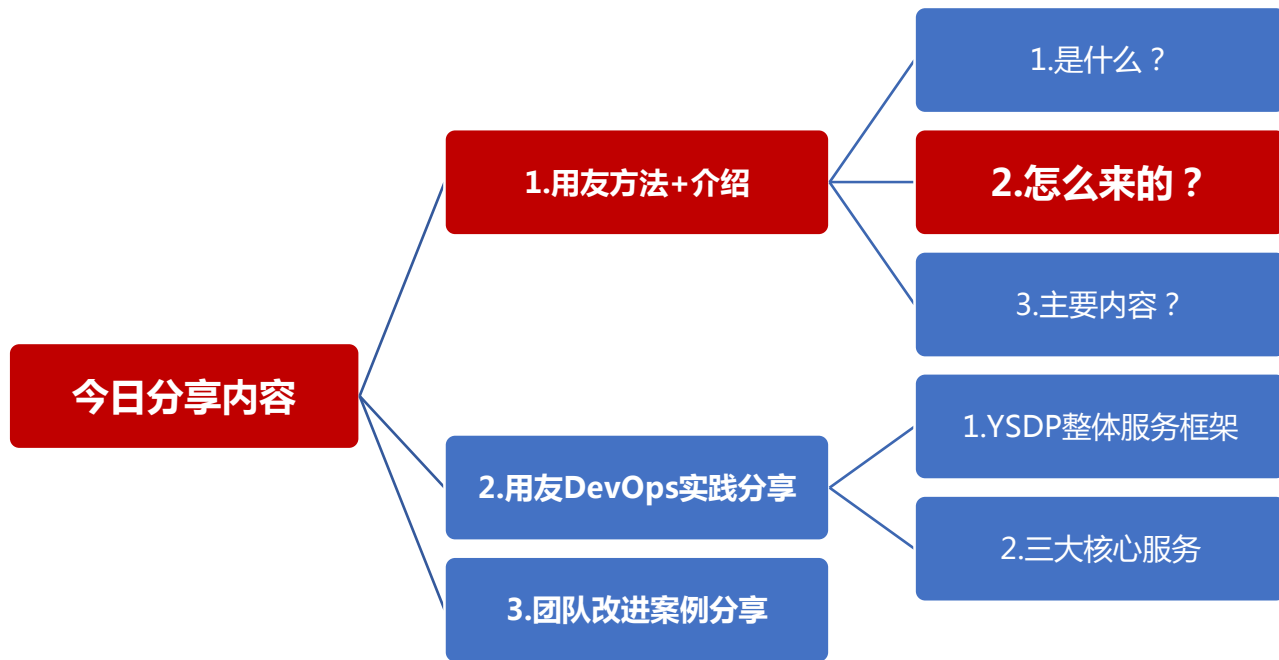 今日分享内容
1.用友方法+介绍
1.是什么？
2.怎么来的？
3.主要内容？
2.用友DevOps实践分享
1.YSDP整体服务框架
2.三大核心服务
3.团队改进案例分享